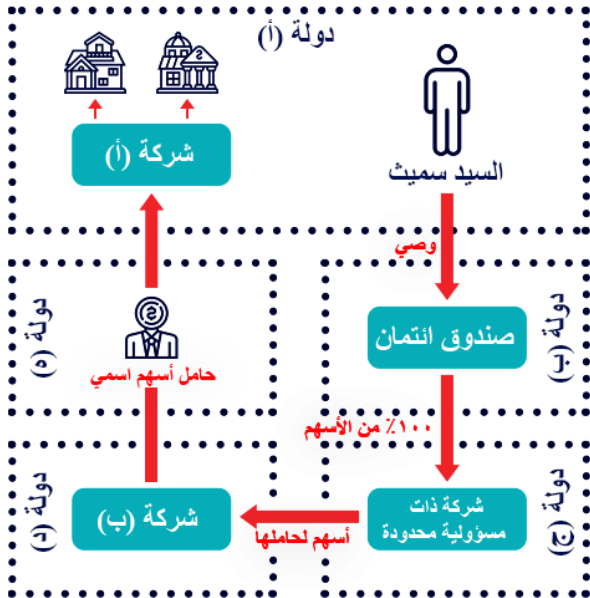 دولة (أ)
شركة (أ)
السيد سميث
وصي
دولة (ب)
صندوق ائتمان
دولة (ه)
حامل أسهم اسمي
١٠٠٪ من الأسهم
دولة (ج)
شركة ذات
مسؤولية محدودة
أسهم لحاملها
شركة (ب)
دولة (د)